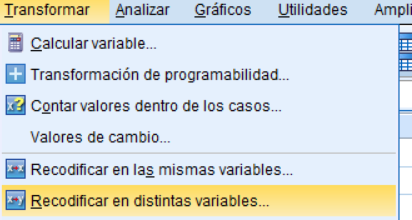 Transformar Analizar Gráficos Utilidades Ampli
Calcular variable...
Transformación de programabilidad...
Contar valores dentro de los casos...
Valores de cambio...
Recodificar en las mismas variables...
Recodificar en distintas variables...